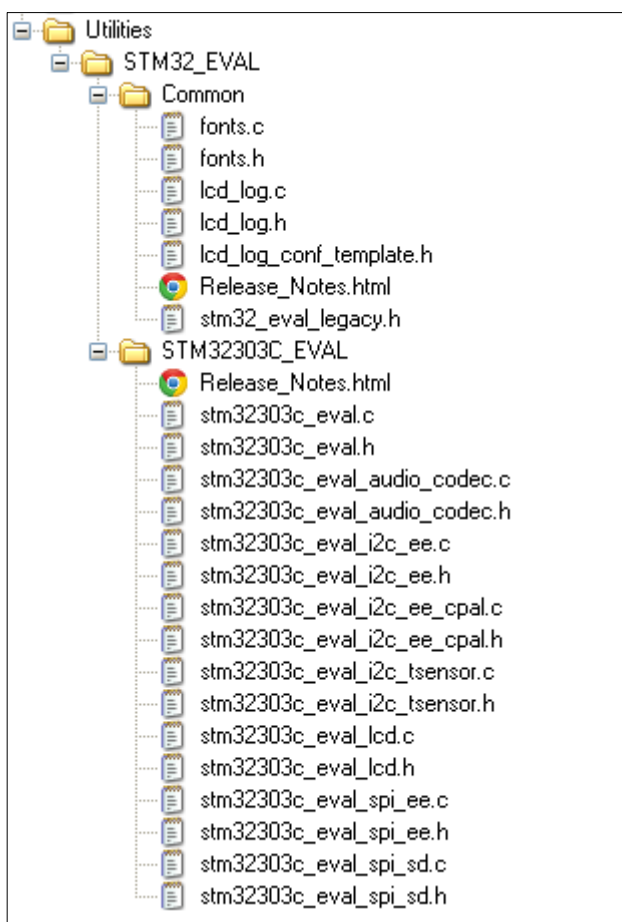 Utilities
STM32_EVAL
Common
fonts.c
fonts.h
lcd_log.c
lcd_log.h
lcd_log_conf_template.h
Release_Notes.html
stm32_eval_legacy.h
STM32303C_EVAL
Release_Notes.html
stm32303c_eval.c
stm32303c_eval.h
stm32303c_eval_audio_codec.c
stm32303c_eval_audio_codec.h
stm32303c_eval_i2c_ee.c
stm32303c_eval_i2c_ee.h
stm32303c_eval_i2c_ee_cpal.c
stm32303c_eval_i2c_ee_cpal.h
stm32303c_eval_i2c_tsensor.c
stm32303c_eval_i2c_tsensor.h
stm32303c_eval_lcd.c
stm32303c_eval_lcd.h
stm32303c_eval_spi_ee.c
stm32303c_eval_spi_ee.h
stm32303c_eval_spi_sd.c
stm32303c_eval_spi_sd.h